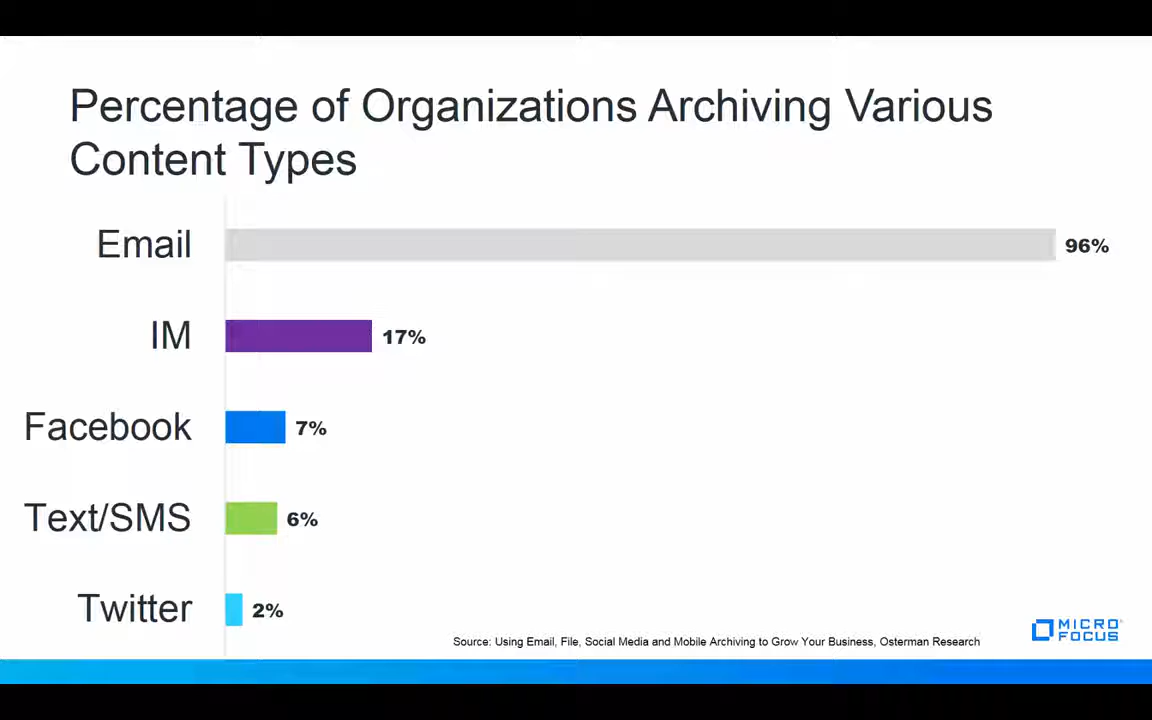 Percentage of Organizations Archiving Various
Content Types
Email
96%
IM
17%
Facebook
7%
Text/SMS
6%
Twitter
2%
Source: Using Email, File, Social Media and Mobile Archiving to Grow Your Business, Osterman Research
MICRO
FOCUS